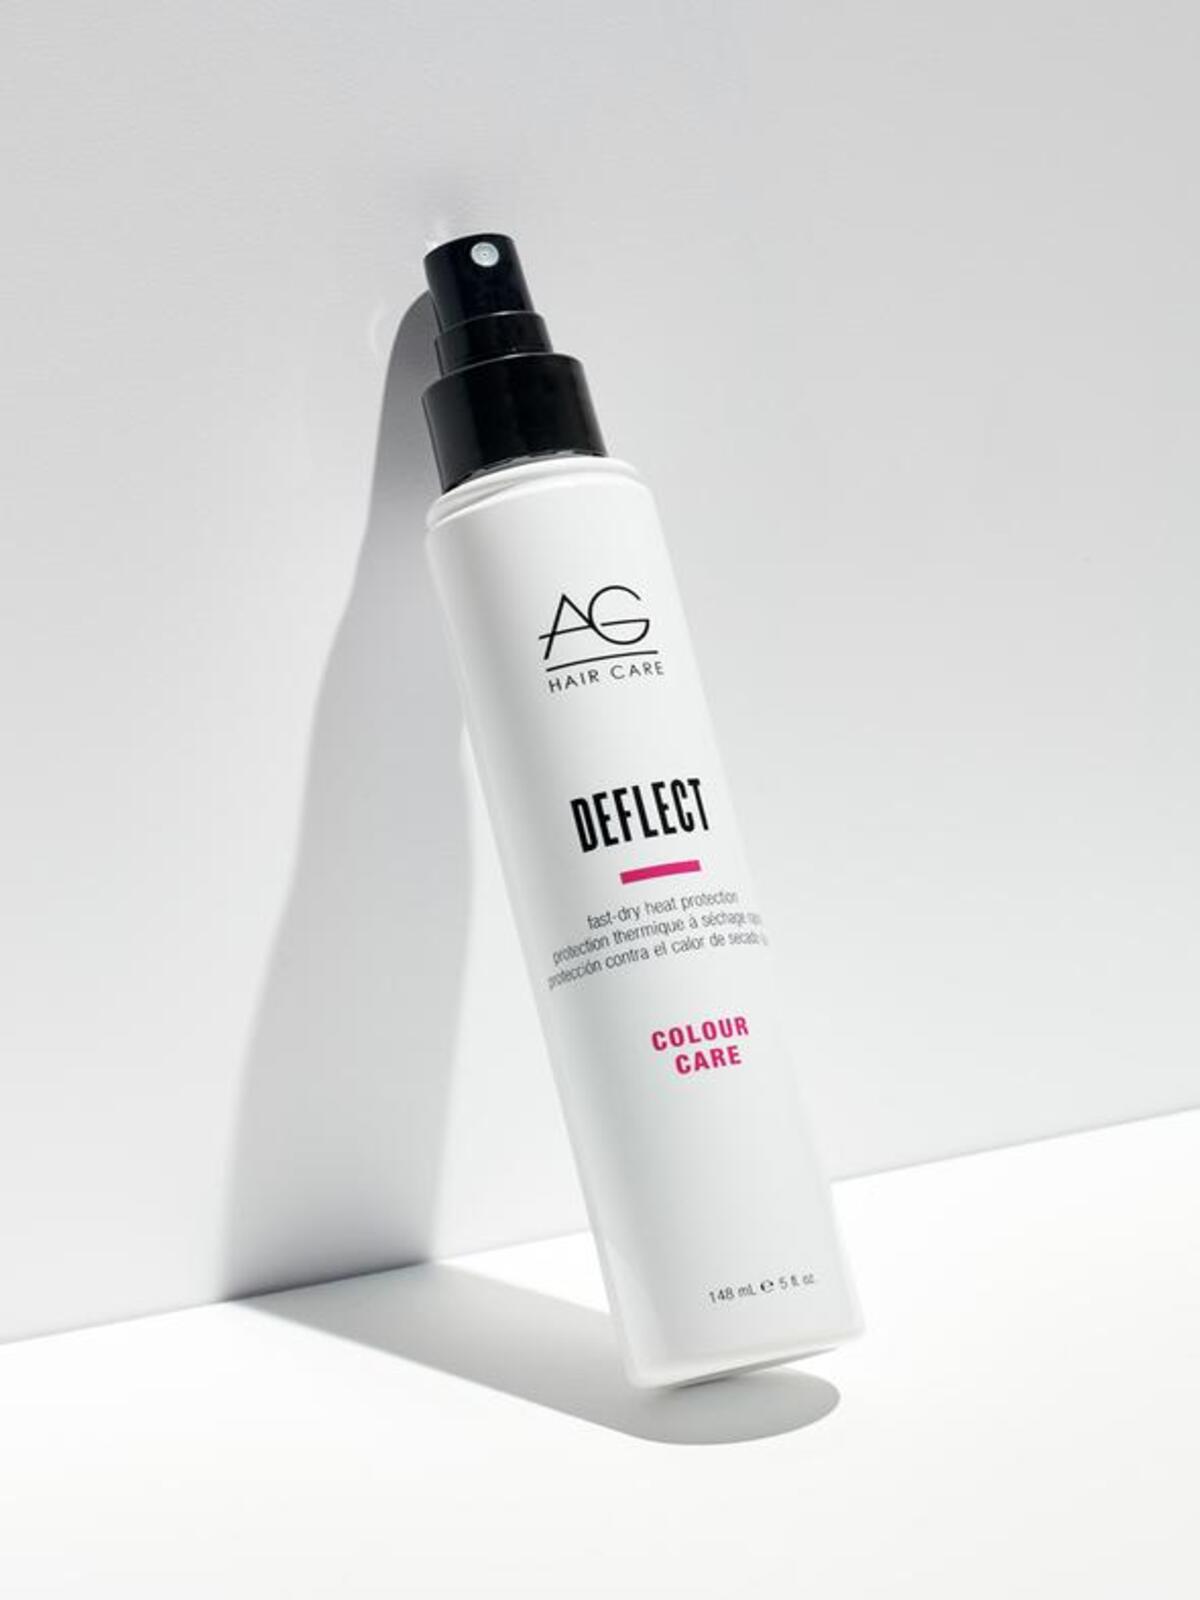 AG
HAIR CARE
DEFLECT
fast-dry heat protection
protection thermique à séchage
protección contra el calor de secado
COLOUR
CARE
148 mL ℮ 5 fl. oz.